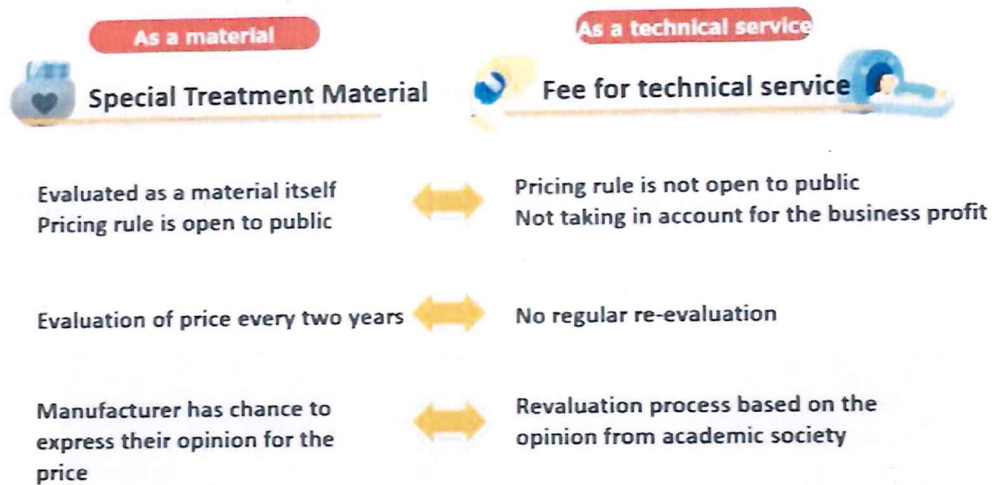 As a material
As a technical service
Special Treatment Material
Fee for technical service
Evaluated as a material itself
Pricing rule is open to public
Pricing rule is not open to public
Not taking in account for the business profit
Evaluation of price every two years
No regular re-evaluation
Manufacturer has chance to
express their opinion for the
price
Revaluation process based on the
opinion from academic society